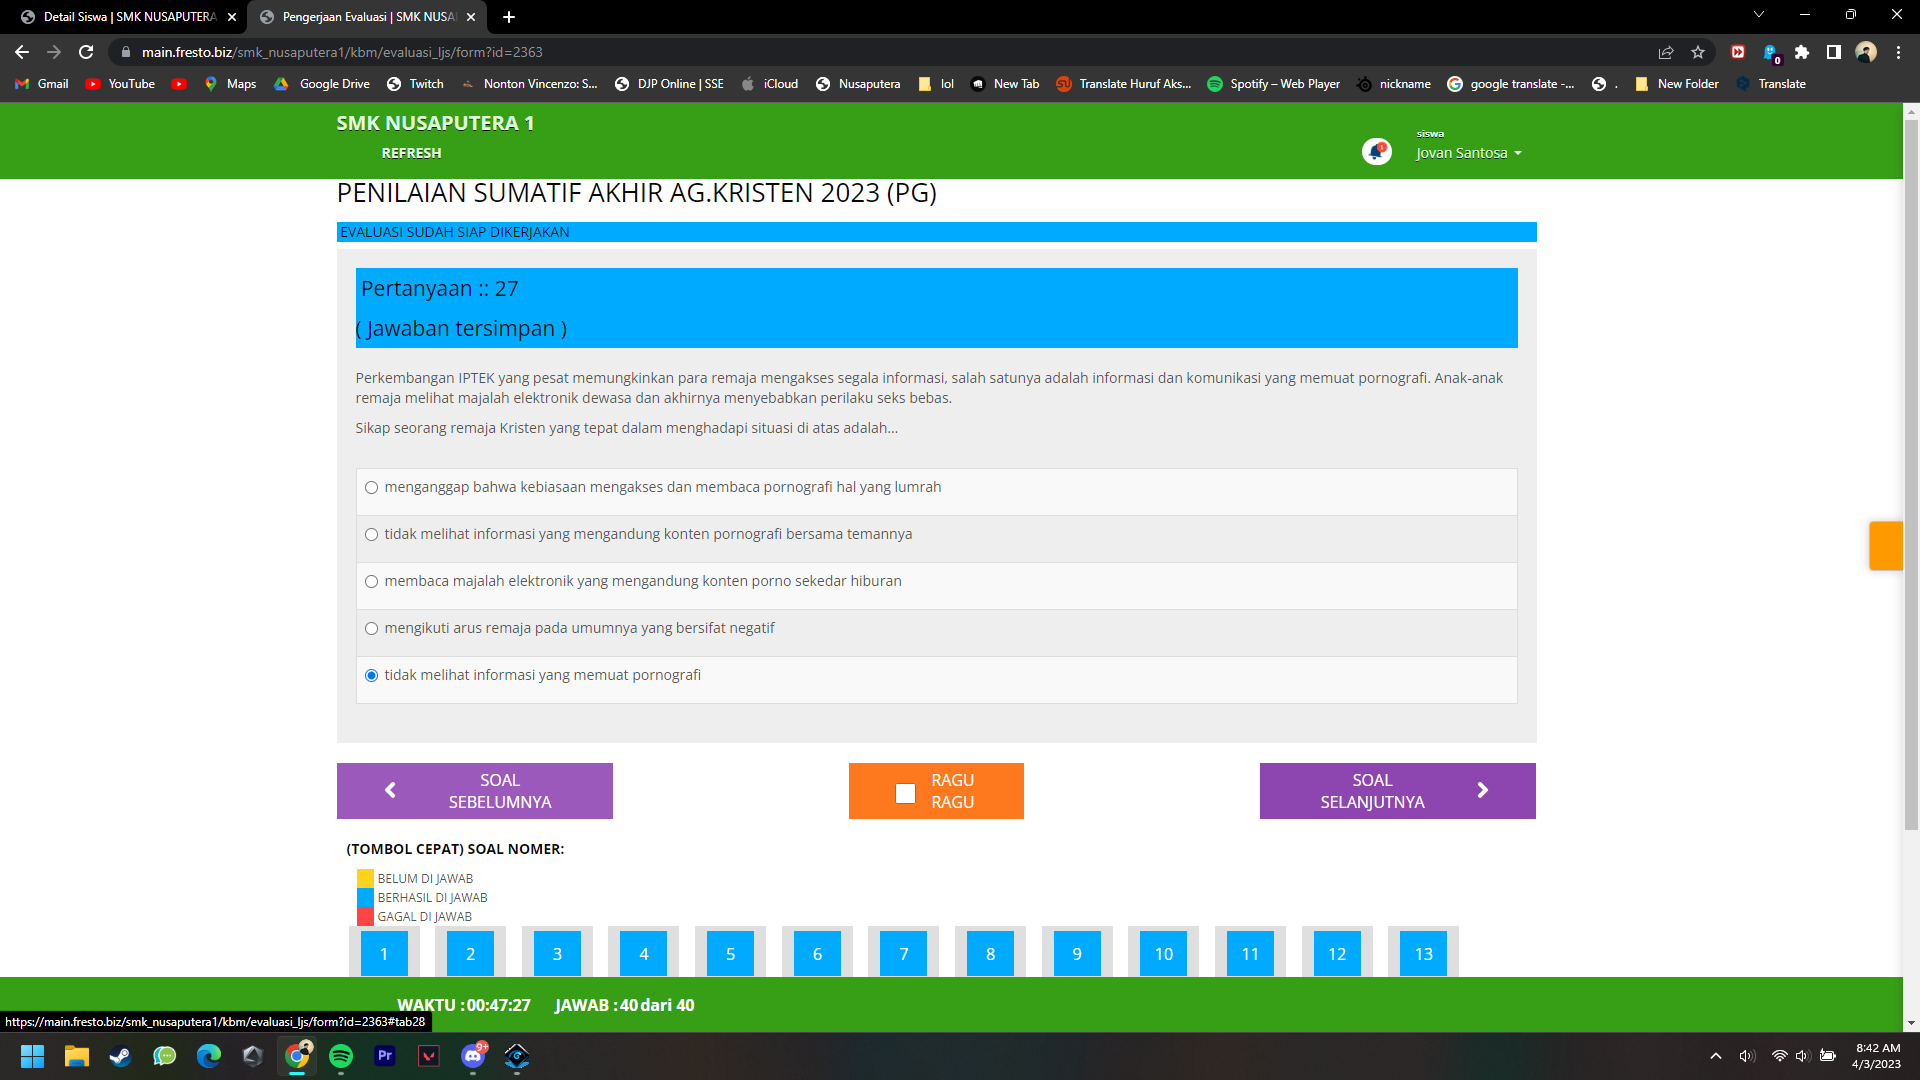 Detail Siswa | SMK NUSAPUTERA
Pengerjaan Evaluasi | SMK NUSA
main.fresto.biz/smk_nusaputera1/kbm/evaluasi_ljs/form?id=2363
0
Gmail
YouTube
Maps
Google Drive
Twitch
Nonton Vincenzo: S...
DJP Online | SSE
iCloud
Nusaputera
lol
New Tab
Translate Huruf Aks...
Spotify – Web Player
nickname
google translate -...
.
New Folder
Translate
SMK NUSAPUTERA 1
REFRESH
siswa
Jovan Santosa
PENILAIAN SUMATIF AKHIR AG.KRISTEN 2023 (PG)
EVALUASI SUDAH SIAP DIKERJAKAN
Pertanyaan :: 27
( Jawaban tersimpan )
Perkembangan IPTEK yang pesat memungkinkan para remaja mengakses segala informasi, salah satunya adalah informasi dan komunikasi yang memuat pornografi. Anak-anak
remaja melihat majalah elektronik dewasa dan akhirnya menyebabkan perilaku seks bebas.
Sikap seorang remaja Kristen yang tepat dalam menghadapi situasi di atas adalah...
menganggap bahwa kebiasaan mengakses dan membaca pornografi hal yang lumrah
tidak melihat informasi yang mengandung konten pornografi bersama temannya
membaca majalah elektronik yang mengandung konten porno sekedar hiburan
mengikuti arus remaja pada umumnya yang bersifat negatif
tidak melihat informasi yang memuat pornografi
SOAL
SEBELUMNYA
RAGU
RAGU
SOAL
SELANJUTNYA
(TOMBOL CEPAT) SOAL NOMER:
BELUM DI JAWAB
BERHASIL DI JAWAB
GAGAL DI JAWAB
1 2 3 4 5 6 7 8 9 10 11 12 13
WAKTU : 00:47:27 JAWAB : 40 dari 40
https://main.fresto.biz/smk_nusaputera1/kbm/evaluasi_ljs/form?id=2363#tab28
Pr
9+
8:42 AM
4/3/2023